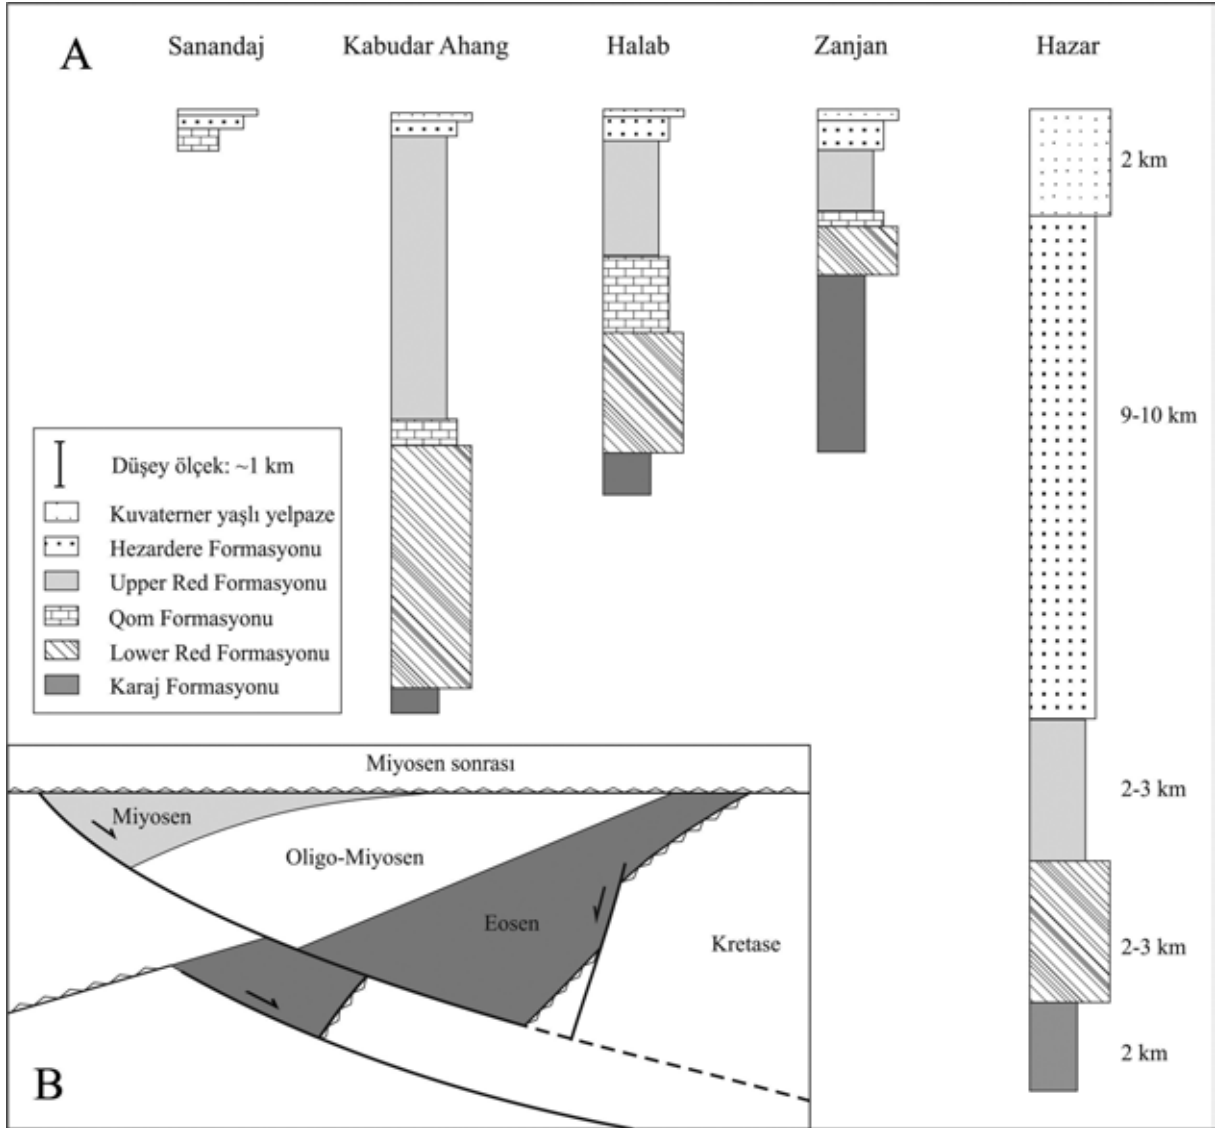 A
Sanandaj
Kabudar Ahang
Halab
Zanjan
Hazar
2 km
9-10 km
2-3 km
2-3 km
2 km
Düşey ölçek: ~1 km
Kuvaterner yaşlı yelpaze
Hezardere Formasyonu
Upper Red Formasyonu
Qom Formasyonu
Lower Red Formasyonu
Karaj Formasyonu
Miyosen sonrası
Miyosen
Oligo-Miyosen
Eosen
Kretase
B